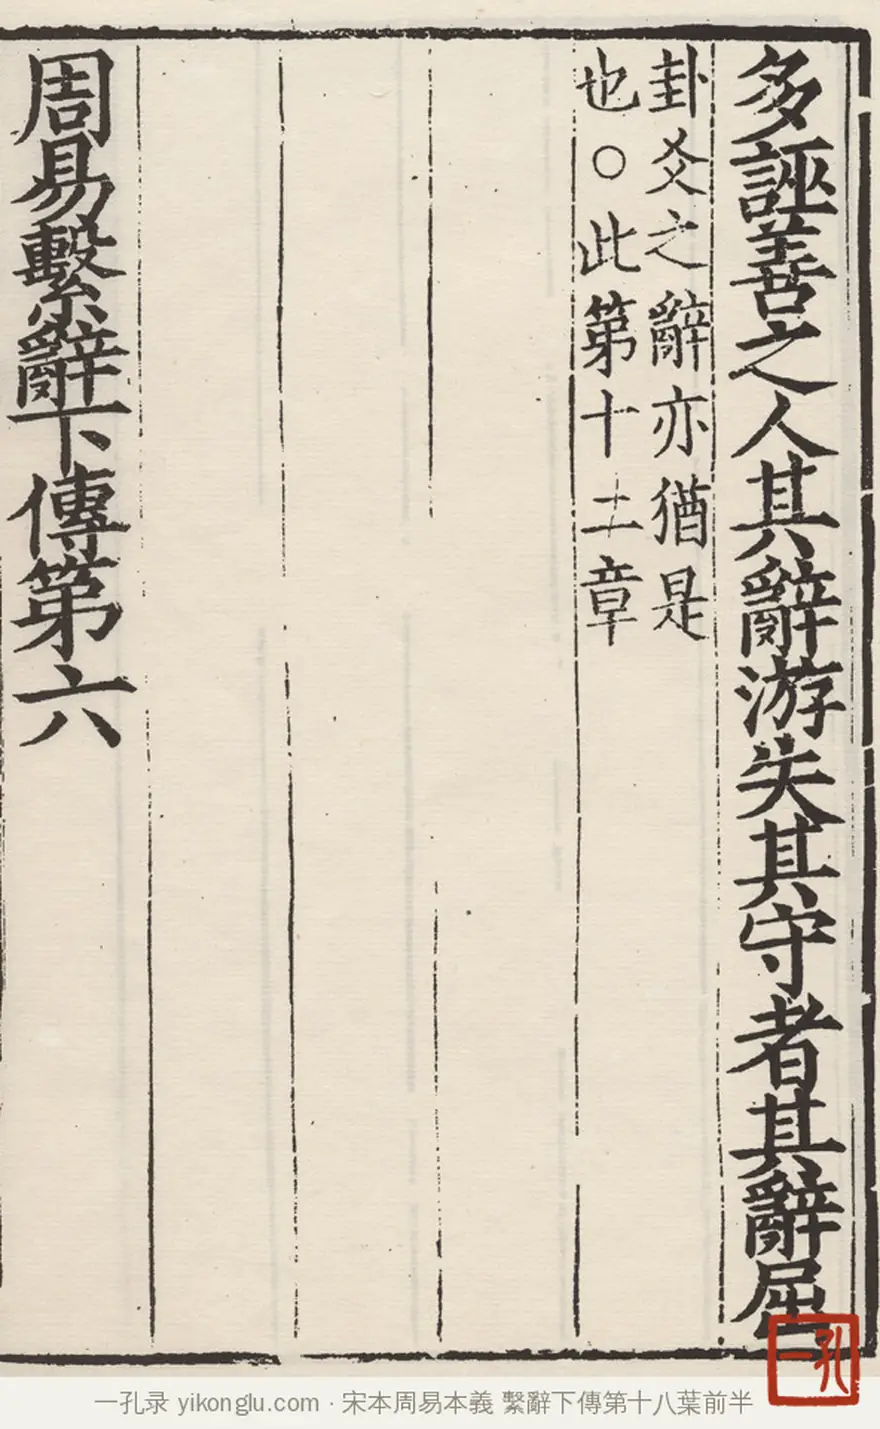 多誣善之人其辭游失其守者其辭屈
卦爻之辭亦猶是
也○此第十二章
周易繫辭下傳第六
一孔
一孔录 yikonglu.com · 宋本周易本義 繫辭下傳第十八葉前半